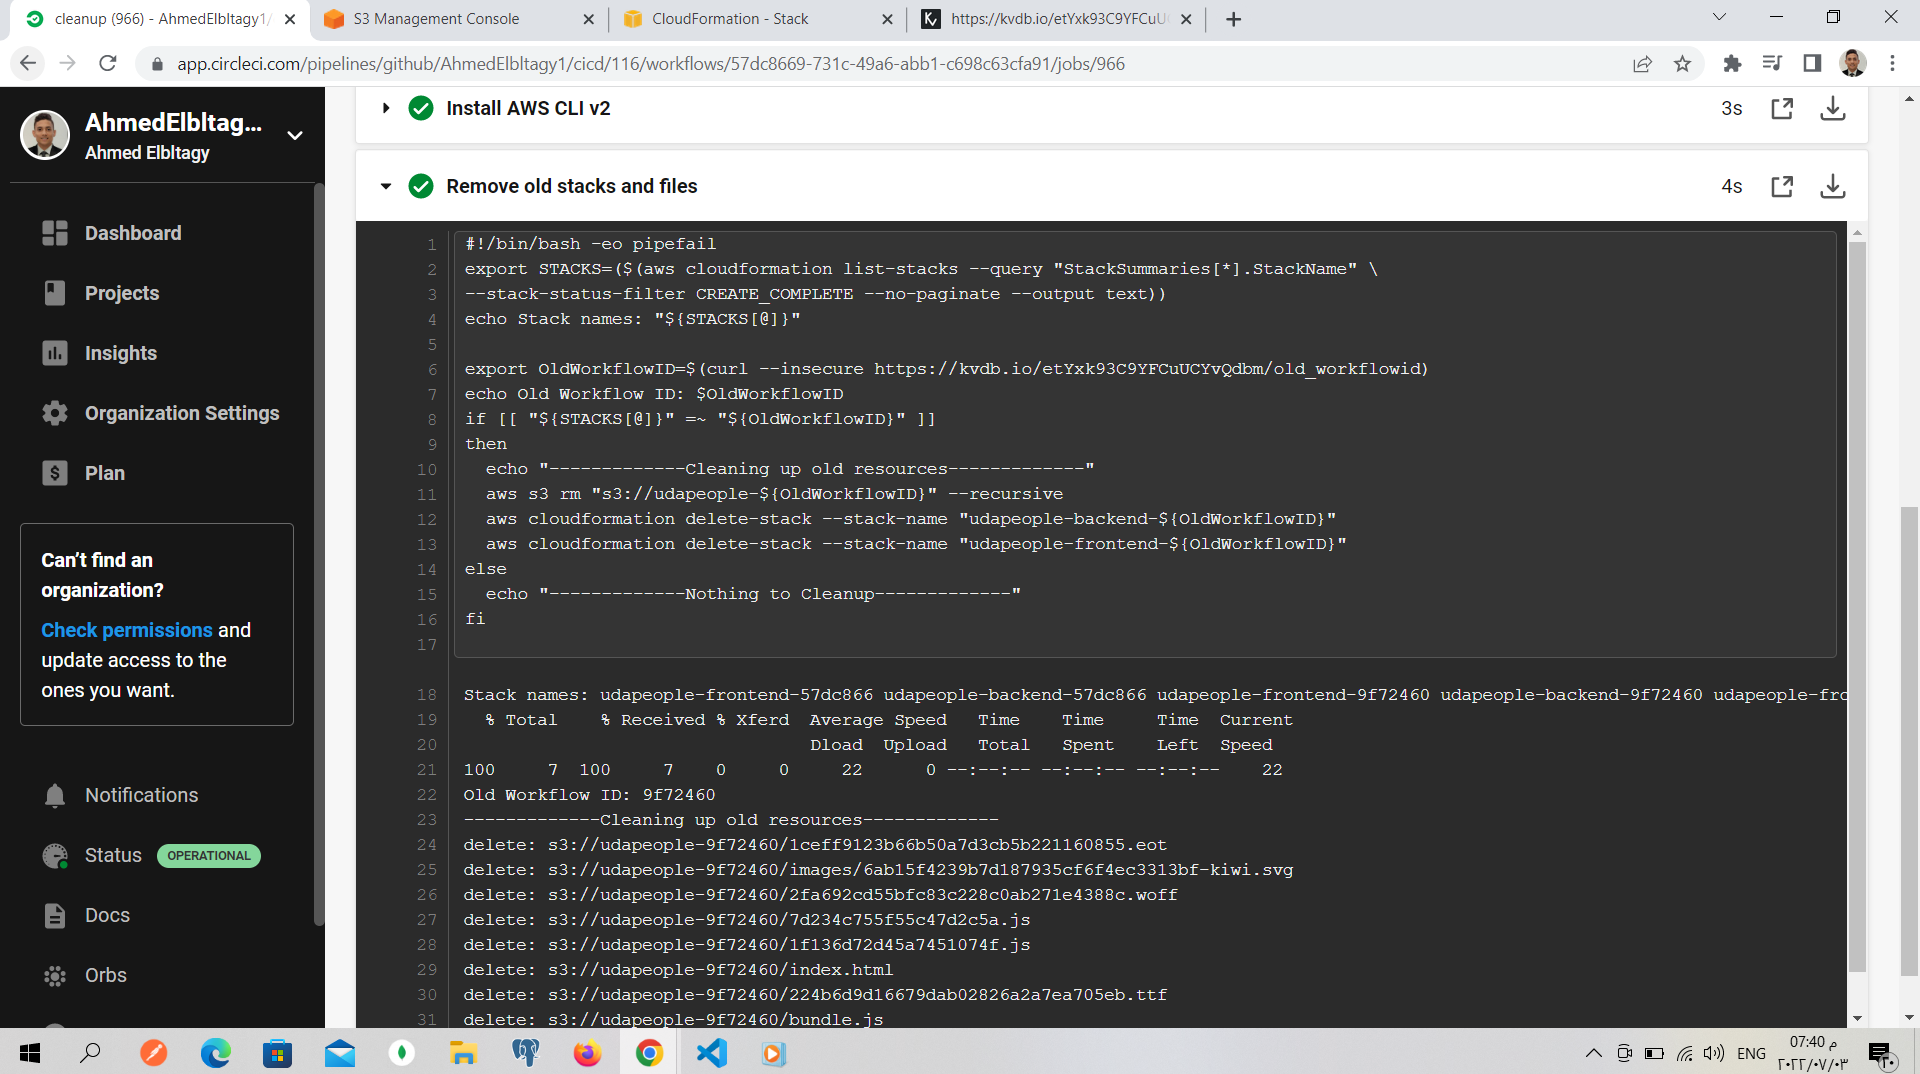 cleanup (966) - AhmedElbltagy1/
S3 Management Console
CloudFormation - Stack
https://kvdb.io/etYxk93C9YFCuU
app.circleci.com/pipelines/github/AhmedElbltagy1/cicd/116/workflows/57dc8669-731c-49a6-abb1-c698c63cfa91/jobs/966
AhmedElbltag...
Ahmed Elbltagy
Dashboard
Projects
Insights
Organization Settings
Plan
Can't find an
organization?
Check permissions and
update access to the
ones you want.
Notifications
Status OPERATIONAL
Docs
Orbs
Install AWS CLI v2 3s
Remove old stacks and files 4s
1 #!/bin/bash -eo pipefail
2 export STACKS=($(aws cloudformation list-stacks --query "StackSummaries[*].StackName" \
3 --stack-status-filter CREATE_COMPLETE --no-paginate --output text))
4 echo Stack names: "${STACKS[@]}"
5
6 export OldWorkflowID=$(curl --insecure https://kvdb.io/etYxk93C9YFCuUCYvQdbm/old_workflowid)
7 echo Old Workflow ID: $OldWorkflowID
8 if [[ "${STACKS[@]}" =~ "${OldWorkflowID}" ]]
9 then
10   echo "-------------Cleaning up old resources-------------"
11   aws s3 rm "s3://udapeople-${OldWorkflowID}" --recursive
12   aws cloudformation delete-stack --stack-name "udapeople-backend-${OldWorkflowID}"
13   aws cloudformation delete-stack --stack-name "udapeople-frontend-${OldWorkflowID}"
14 else
15   echo "-------------Nothing to Cleanup-------------"
16 fi
17
18 Stack names: udapeople-frontend-57dc866 udapeople-backend-57dc866 udapeople-frontend-9f72460 udapeople-backend-9f72460 udapeople-frc
19   % Total    % Received % Xferd  Average Speed   Time    Time     Time  Current
20                                  Dload  Upload   Total   Spent    Left  Speed
21 100     7  100     7    0     0     22      0 --:--:-- --:--:-- --:--:--    22
22 Old Workflow ID: 9f72460
23 -------------Cleaning up old resources-------------
24 delete: s3://udapeople-9f72460/1ceff9123b66b50a7d3cb5b221160855.eot
25 delete: s3://udapeople-9f72460/images/6ab15f4239b7d187935cf6f4ec3313bf-kiwi.svg
26 delete: s3://udapeople-9f72460/2fa692cd55bfc83c228c0ab271e4388c.woff
27 delete: s3://udapeople-9f72460/7d234c755f55c47d2c5a.js
28 delete: s3://udapeople-9f72460/1f136d72d45a7451074f.js
29 delete: s3://udapeople-9f72460/index.html
30 delete: s3://udapeople-9f72460/224b6d9d16679dab02826a2a7ea705eb.ttf
31 delete: s3://udapeople-9f72460/bundle.js
ENG
07:40 م
٢٠٢٢/٠٧/٠٣
٢٠